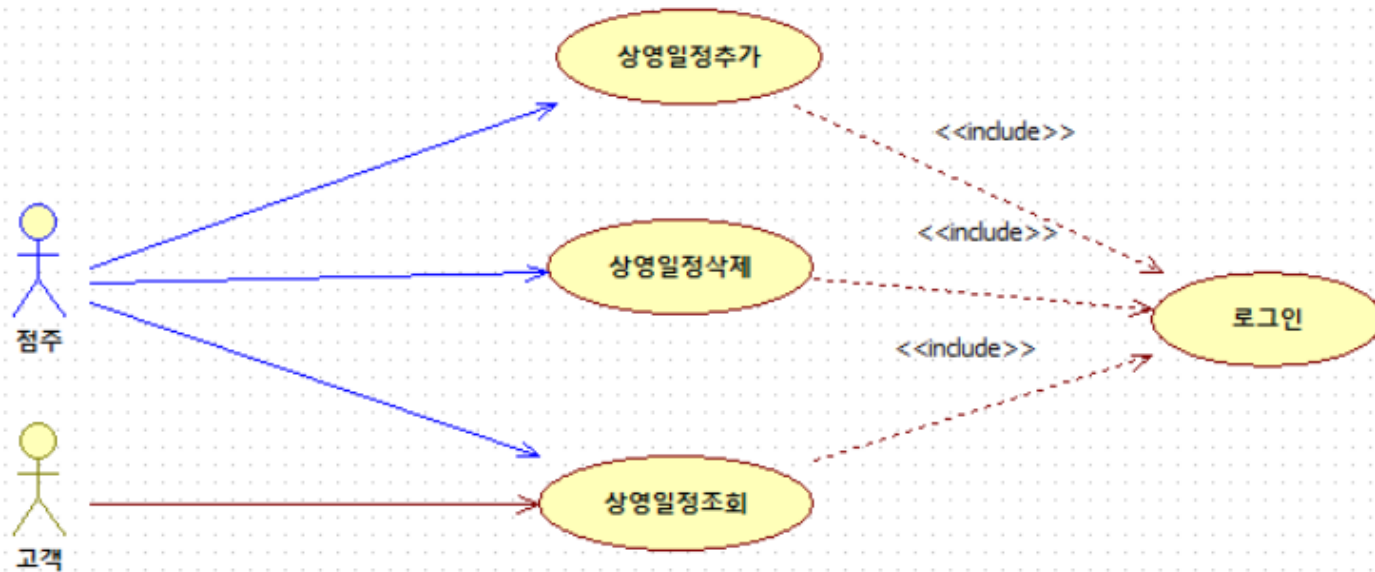 상영일정추가
<<include>>
<<include>>
상영일정삭제
로그인
점주
<<include>>
상영일정조회
고객